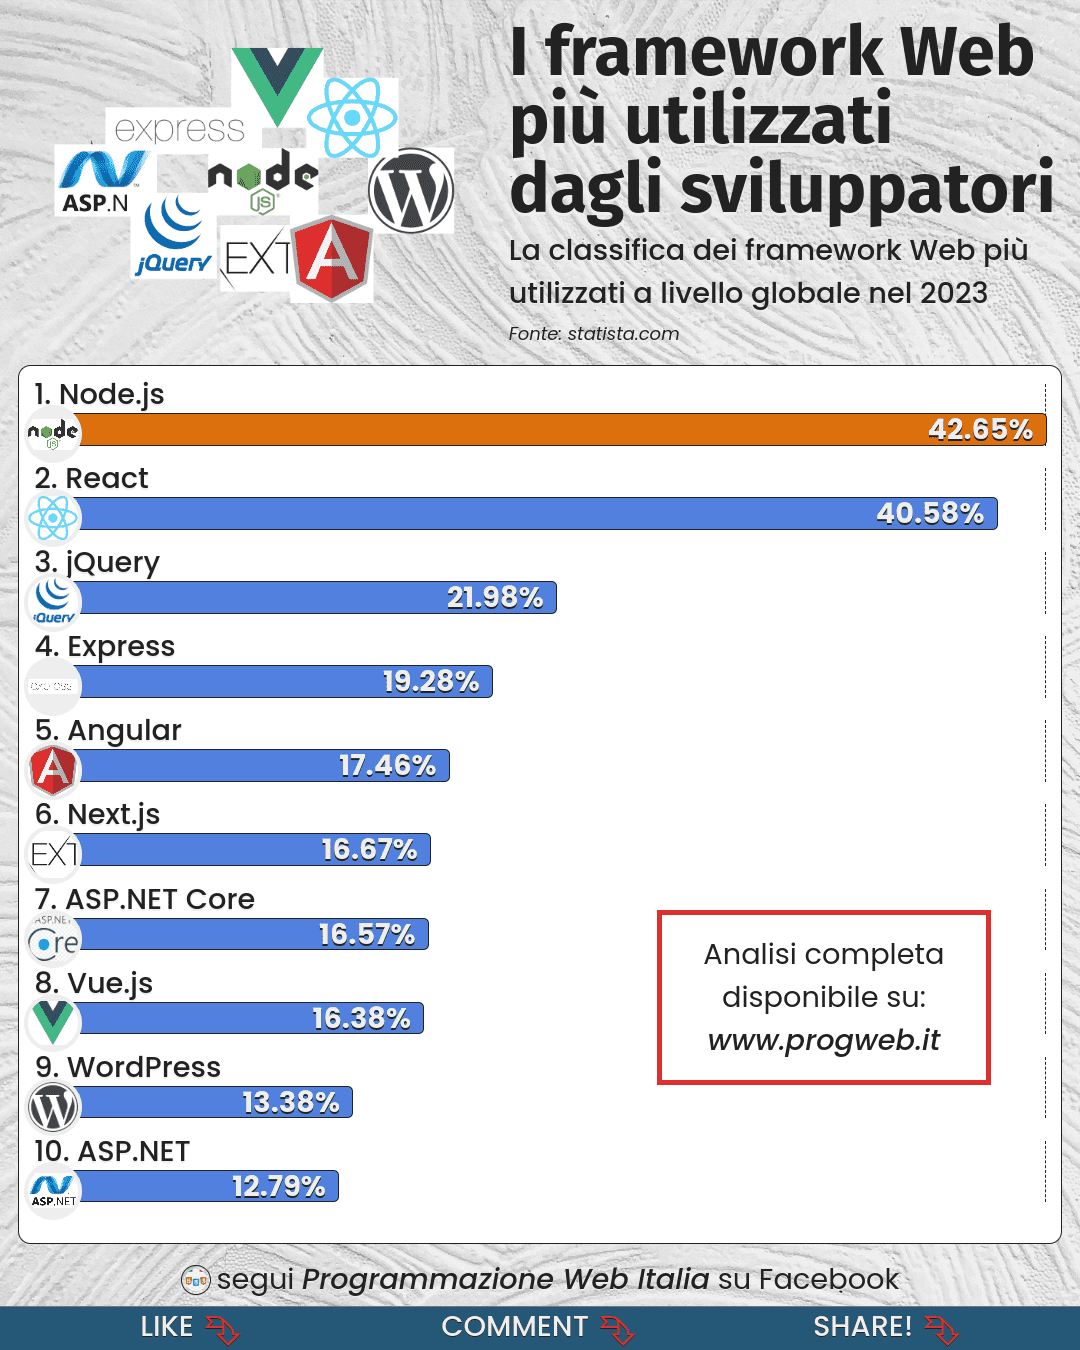 I framework Web
più utilizzati
dagli sviluppatori
La classifica dei framework Web più
utilizzati a livello globale nel 2023
Fonte: statista.com
express
ASP.N
node
JS
jQuery
EXT
A
W
1. Node.js
node
JS
42.65%
2. React
40.58%
3. jQuery
jQuery
21.98%
4. Express
19.28%
5. Angular
A
17.46%
6. Next.js
EXT
16.67%
7. ASP.NET Core
ASP.NET
Core
16.57%
8. Vue.js
16.38%
9. WordPress
W
13.38%
10. ASP.NET
ASP.NET
12.79%
Analisi completa
disponibile su:
www.progweb.it
segui Programmazione Web Italia su Facebook
LIKE
COMMENT
SHARE!